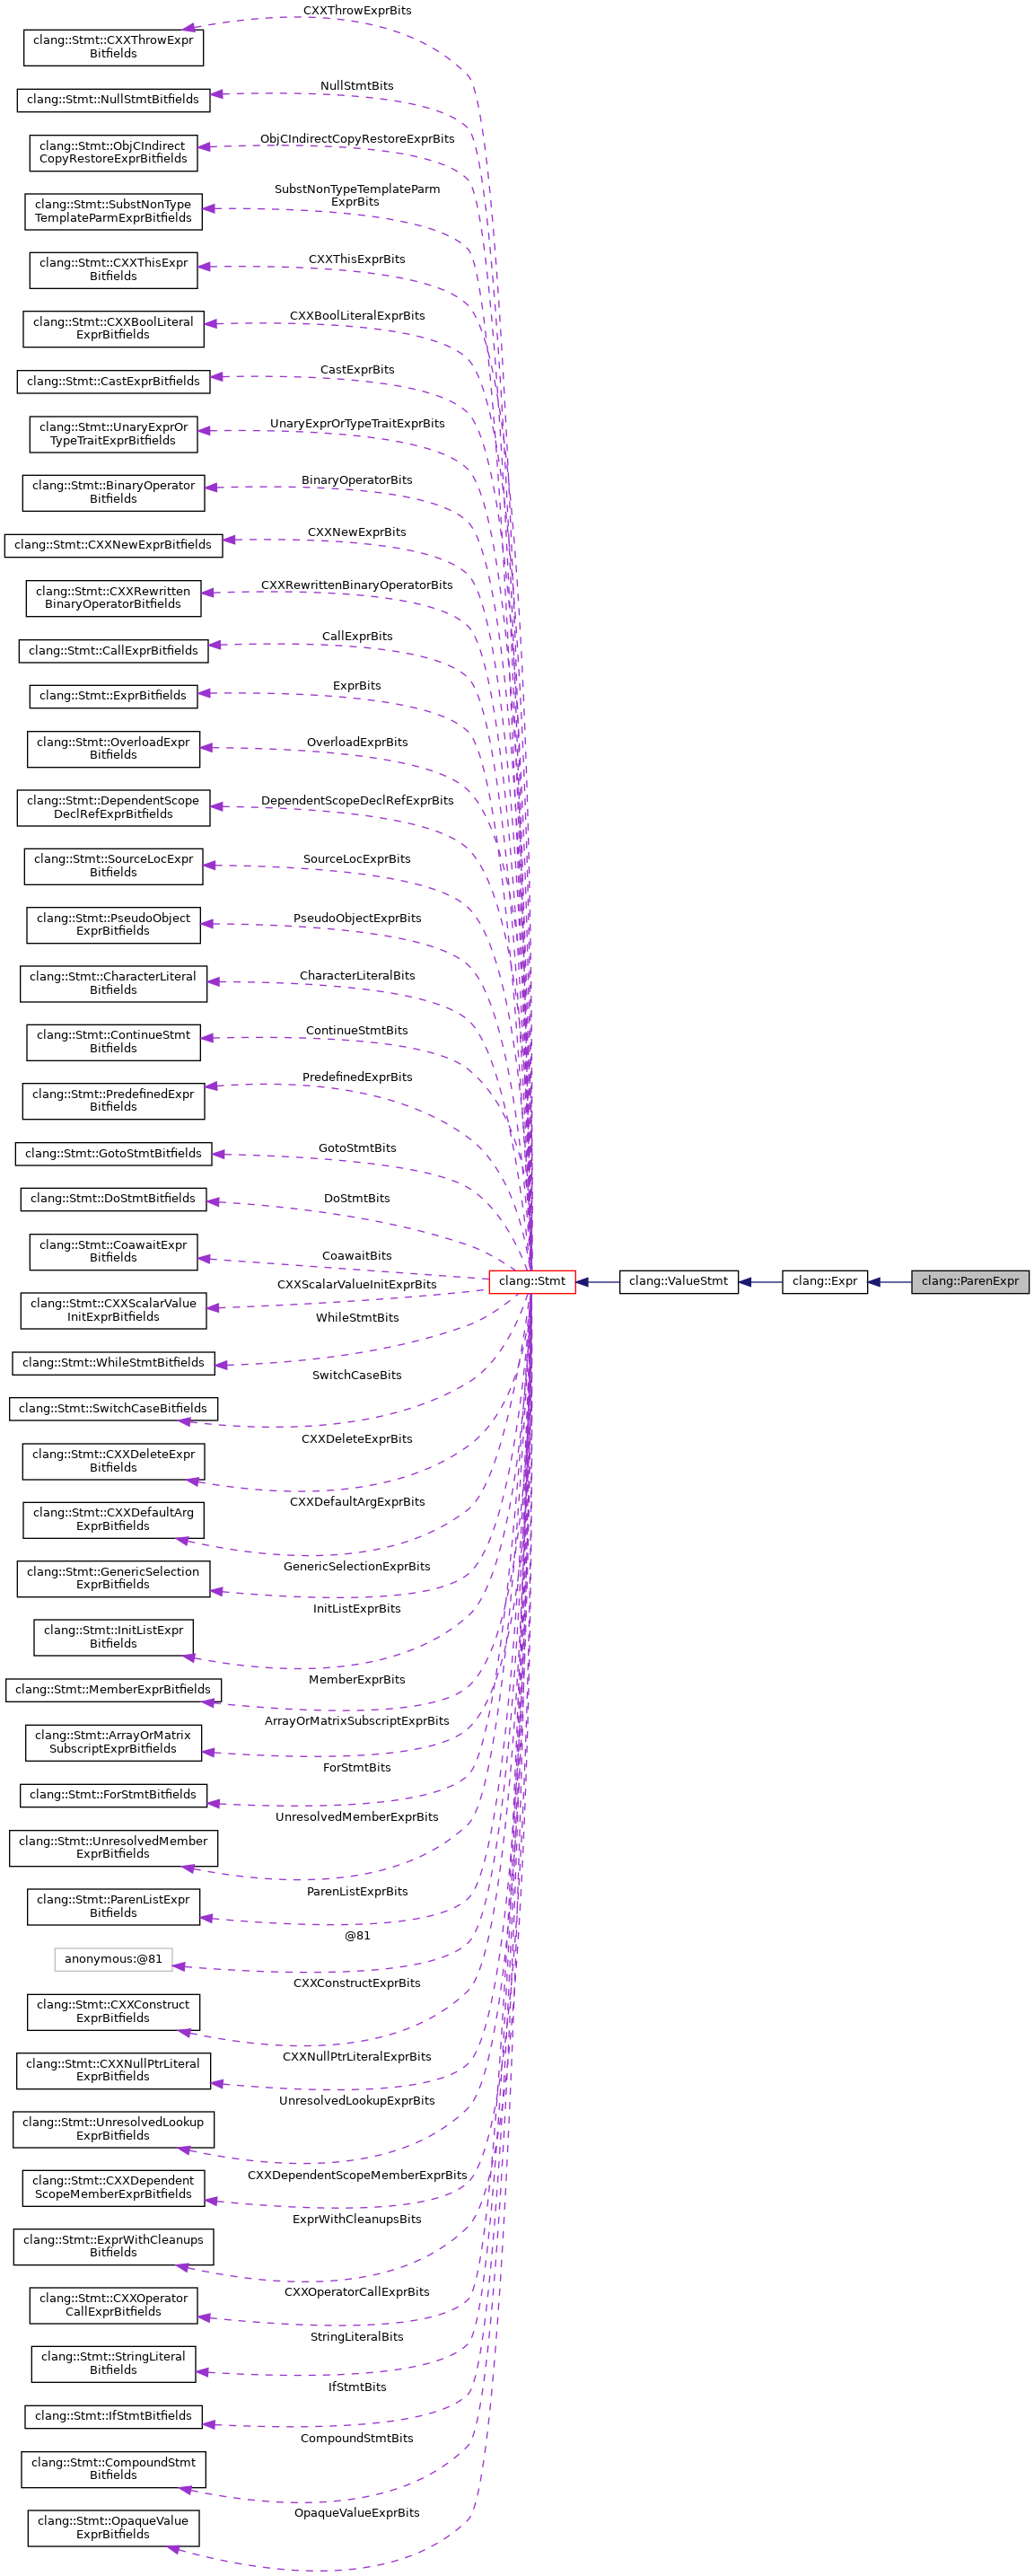 CXXThrowExprBits
clang::Stmt::CXXThrowExpr
Bitfields
NullStmtBits
clang::Stmt::NullStmtBitfields
ObjCIndirectCopyRestoreExprBits
clang::Stmt::ObjCIndirect
CopyRestoreExprBitfields
SubstNonTypeTemplateParm
ExprBits
clang::Stmt::SubstNonType
TemplateParmExprBitfields
CXXThisExprBits
clang::Stmt::CXXThisExpr
Bitfields
CXXBoolLiteralExprBits
clang::Stmt::CXXBoolLiteral
ExprBitfields
CastExprBits
clang::Stmt::CastExprBitfields
UnaryExprOrTypeTraitExprBits
clang::Stmt::UnaryExprOr
TypeTraitExprBitfields
BinaryOperatorBits
clang::Stmt::BinaryOperator
Bitfields
CXXNewExprBits
clang::Stmt::CXXNewExprBitfields
CXXRewrittenBinaryOperatorBits
clang::Stmt::CXXRewritten
BinaryOperatorBitfields
CallExprBits
clang::Stmt::CallExprBitfields
ExprBits
clang::Stmt::ExprBitfields
OverloadExprBits
clang::Stmt::OverloadExpr
Bitfields
DependentScopeDeclRefExprBits
clang::Stmt::DependentScope
DeclRefExprBitfields
SourceLocExprBits
clang::Stmt::SourceLocExpr
Bitfields
PseudoObjectExprBits
clang::Stmt::PseudoObject
ExprBitfields
CharacterLiteralBits
clang::Stmt::CharacterLiteral
Bitfields
ContinueStmtBits
clang::Stmt::ContinueStmt
Bitfields
PredefinedExprBits
clang::Stmt::PredefinedExpr
Bitfields
GotoStmtBits
clang::Stmt::GotoStmtBitfields
DoStmtBits
clang::Stmt::DoStmtBitfields
CoawaitBits
clang::Stmt::CoawaitExpr
Bitfields
clang::Stmt
clang::ValueStmt
clang::Expr
clang::ParenExpr
CXXScalarValueInitExprBits
clang::Stmt::CXXScalarValue
InitExprBitfields
WhileStmtBits
clang::Stmt::WhileStmtBitfields
SwitchCaseBits
clang::Stmt::SwitchCaseBitfields
CXXDeleteExprBits
clang::Stmt::CXXDeleteExpr
Bitfields
CXXDefaultArgExprBits
clang::Stmt::CXXDefaultArg
ExprBitfields
GenericSelectionExprBits
clang::Stmt::GenericSelection
ExprBitfields
InitListExprBits
clang::Stmt::InitListExpr
Bitfields
MemberExprBits
clang::Stmt::MemberExprBitfields
ArrayOrMatrixSubscriptExprBits
clang::Stmt::ArrayOrMatrix
SubscriptExprBitfields
ForStmtBits
clang::Stmt::ForStmtBitfields
UnresolvedMemberExprBits
clang::Stmt::UnresolvedMember
ExprBitfields
ParenListExprBits
clang::Stmt::ParenListExpr
Bitfields
@81
anonymous:@81
CXXConstructExprBits
clang::Stmt::CXXConstruct
ExprBitfields
CXXNullPtrLiteralExprBits
clang::Stmt::CXXNullPtrLiteral
ExprBitfields
UnresolvedLookupExprBits
clang::Stmt::UnresolvedLookup
ExprBitfields
CXXDependentScopeMemberExprBits
clang::Stmt::CXXDependent
ScopeMemberExprBitfields
ExprWithCleanupsBits
clang::Stmt::ExprWithCleanups
Bitfields
CXXOperatorCallExprBits
clang::Stmt::CXXOperator
CallExprBitfields
StringLiteralBits
clang::Stmt::StringLiteral
Bitfields
IfStmtBits
clang::Stmt::IfStmtBitfields
CompoundStmtBits
clang::Stmt::CompoundStmt
Bitfields
OpaqueValueExprBits
clang::Stmt::OpaqueValue
ExprBitfields